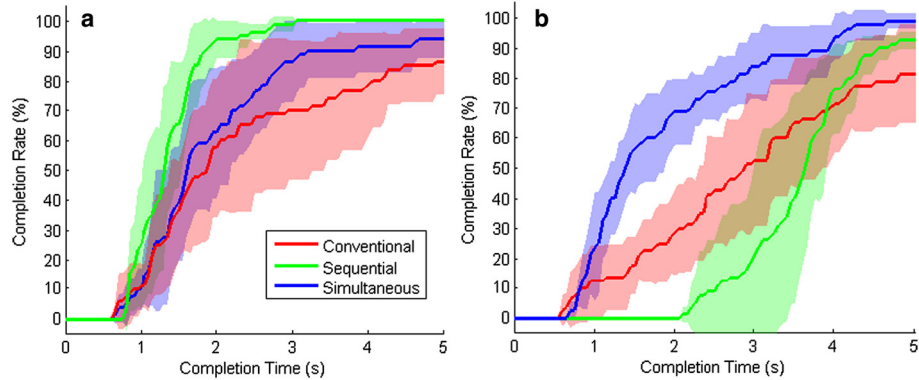 a
100
90
80
70
60
50
40
30
20
10
0
Completion Rate (%)
0 1 2 3 4 5
Completion Time (s)
Conventional
Sequential
Simultaneous
b
100
90
80
70
60
50
40
30
20
10
0
Completion Rate (%)
0 1 2 3 4 5
Completion Time (s)